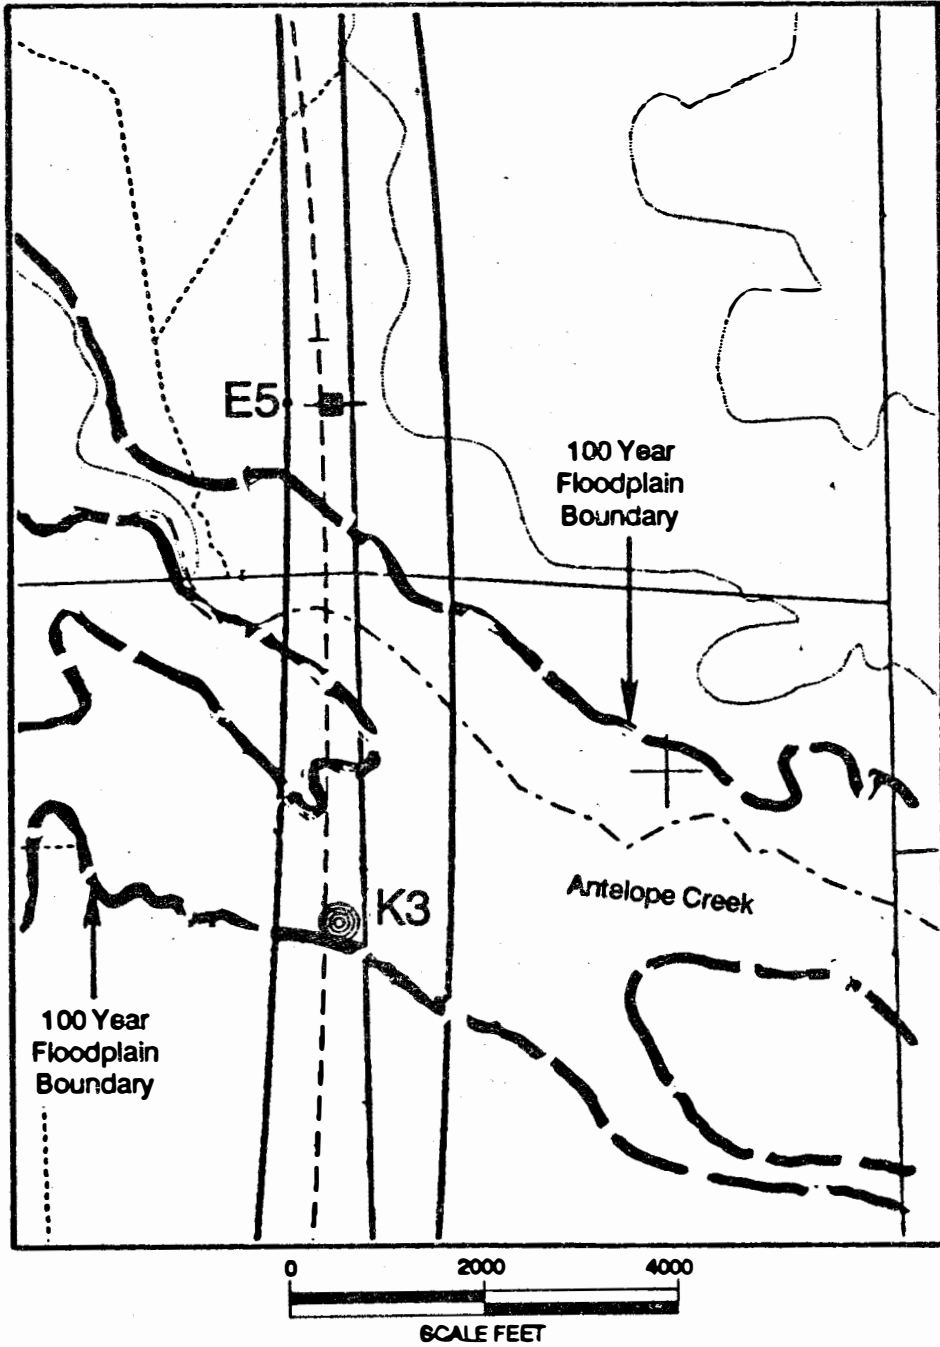 E5
100 Year
Floodplain
Boundary
Antelope Creek
K3
100 Year
Floodplain
Boundary
0 2000 4000
SCALE FEET